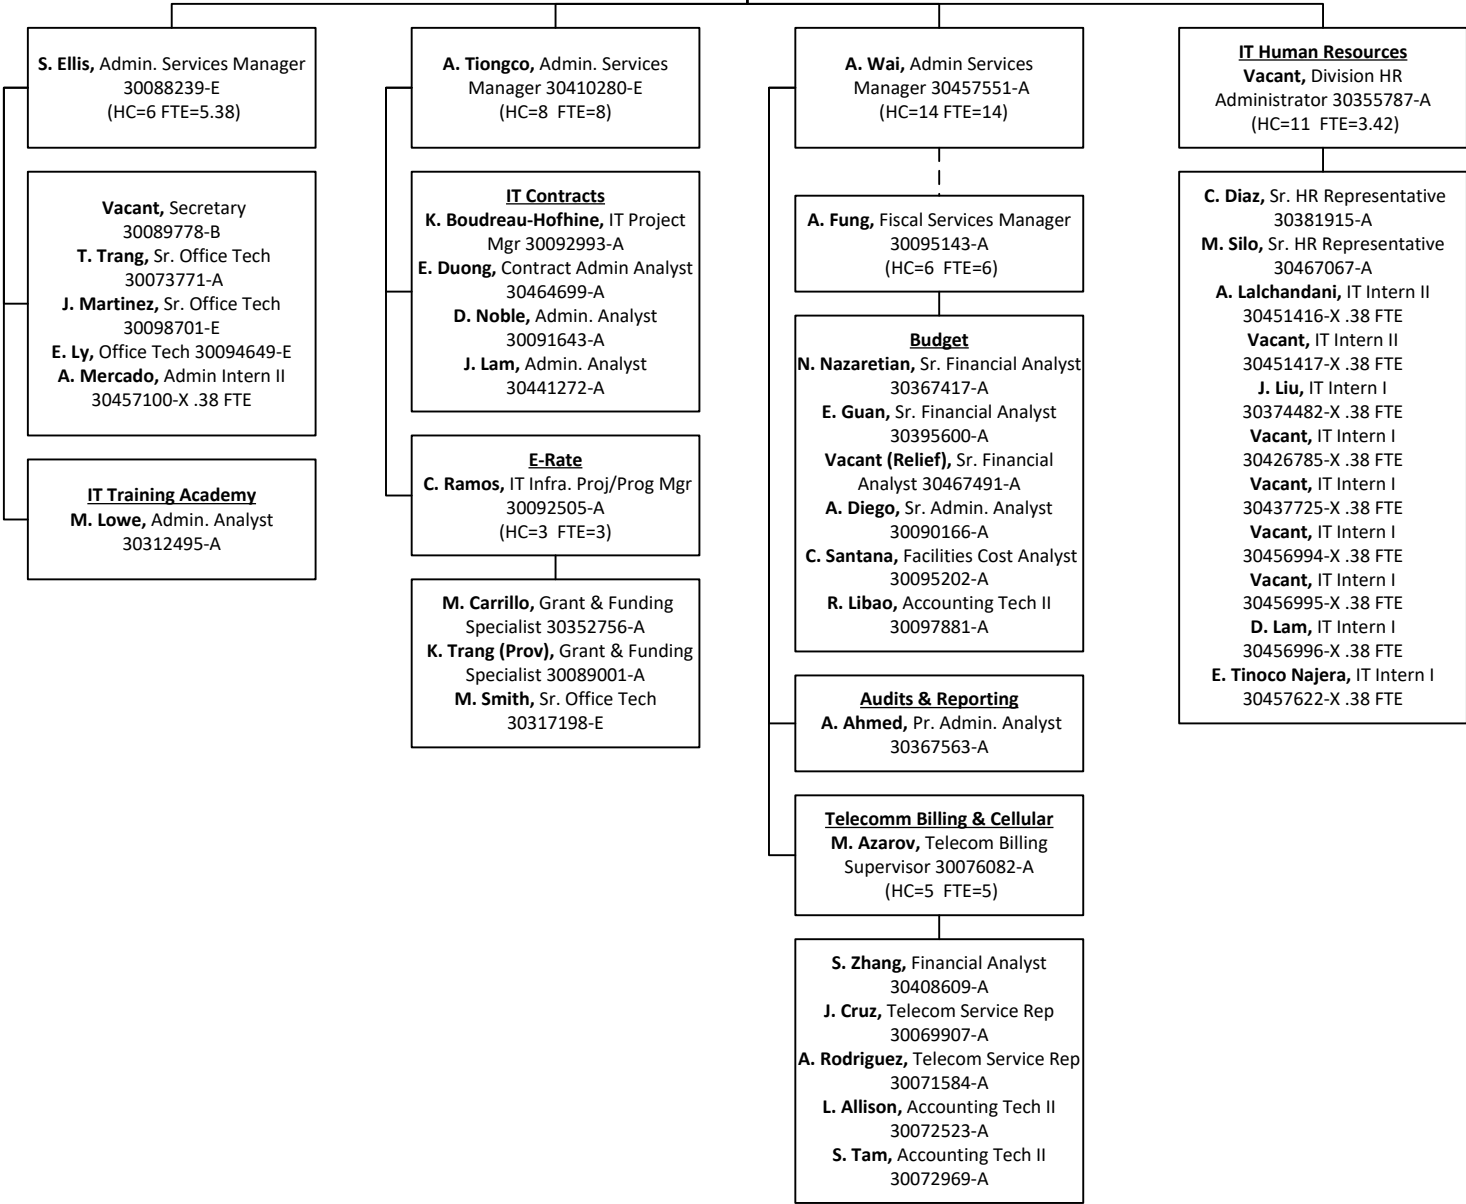 S. Ellis, Admin. Services Manager
30088239-E
(HC=6 FTE=5.38)
Vacant, Secretary
30089778-B
T. Trang, Sr. Office Tech
30073771-A
J. Martinez, Sr. Office Tech
30098701-E
E. Ly, Office Tech 30094649-E
A. Mercado, Admin Intern II
30457100-X .38 FTE
IT Training Academy
M. Lowe, Admin. Analyst
30312495-A
A. Tiongco, Admin. Services
Manager 30410280-E
(HC=8 FTE=8)
IT Contracts
K. Boudreau-Hofhine, IT Project
Mgr 30092993-A
E. Duong, Contract Admin Analyst
30464699-A
D. Noble, Admin. Analyst
30091643-A
J. Lam, Admin. Analyst
30441272-A
E-Rate
C. Ramos, IT Infra. Proj/Prog Mgr
30092505-A
(HC=3 FTE=3)
M. Carrillo, Grant & Funding
Specialist 30352756-A
K. Trang (Prov), Grant & Funding
Specialist 30089001-A
M. Smith, Sr. Office Tech
30317198-E
A. Wai, Admin Services
Manager 30457551-A
(HC=14 FTE=14)
A. Fung, Fiscal Services Manager
30095143-A
(HC=6 FTE=6)
Budget
N. Nazaretian, Sr. Financial Analyst
30367417-A
E. Guan, Sr. Financial Analyst
30395600-A
Vacant (Relief), Sr. Financial
Analyst 30467491-A
A. Diego, Sr. Admin. Analyst
30090166-A
C. Santana, Facilities Cost Analyst
30095202-A
R. Libao, Accounting Tech II
30097881-A
Audits & Reporting
A. Ahmed, Pr. Admin. Analyst
30367563-A
Telecomm Billing & Cellular
M. Azarov, Telecom Billing
Supervisor 30076082-A
(HC=5 FTE=5)
S. Zhang, Financial Analyst
30408609-A
J. Cruz, Telecom Service Rep
30069907-A
A. Rodriguez, Telecom Service Rep
30071584-A
L. Allison, Accounting Tech II
30072523-A
S. Tam, Accounting Tech II
30072969-A
IT Human Resources
Vacant, Division HR
Administrator 30355787-A
(HC=11 FTE=3.42)
C. Diaz, Sr. HR Representative
30381915-A
M. Silo, Sr. HR Representative
30467067-A
A. Lalchandani, IT Intern II
30451416-X .38 FTE
Vacant, IT Intern II
30451417-X .38 FTE
J. Liu, IT Intern I
30374482-X .38 FTE
Vacant, IT Intern I
30426785-X .38 FTE
Vacant, IT Intern I
30437725-X .38 FTE
Vacant, IT Intern I
30456994-X .38 FTE
Vacant, IT Intern I
30456995-X .38 FTE
D. Lam, IT Intern I
30456996-X .38 FTE
E. Tinoco Najera, IT Intern I
30457622-X .38 FTE